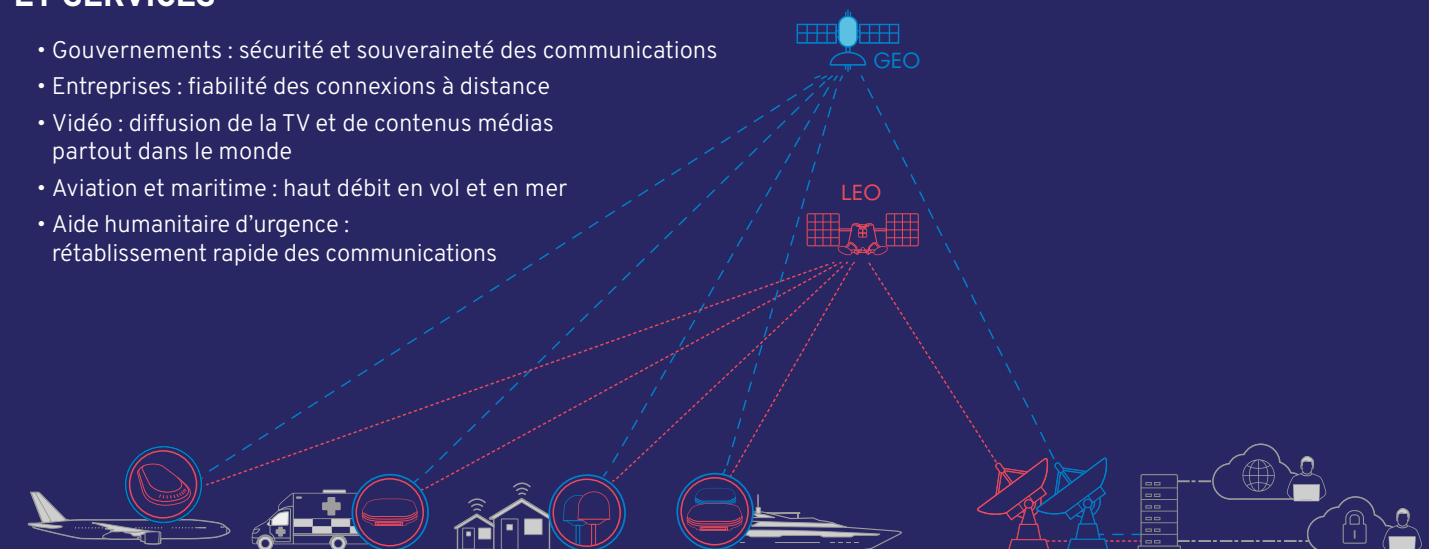 ET SERVICES
• Gouvernements : sécurité et souveraineté des communications
• Entreprises : fiabilité des connexions à distance
• Vidéo : diffusion de la TV et de contenus médias
partout dans le monde
• Aviation et maritime : haut débit en vol et en mer
• Aide humanitaire d’urgence :
rétablissement rapide des communications
GEO
LEO